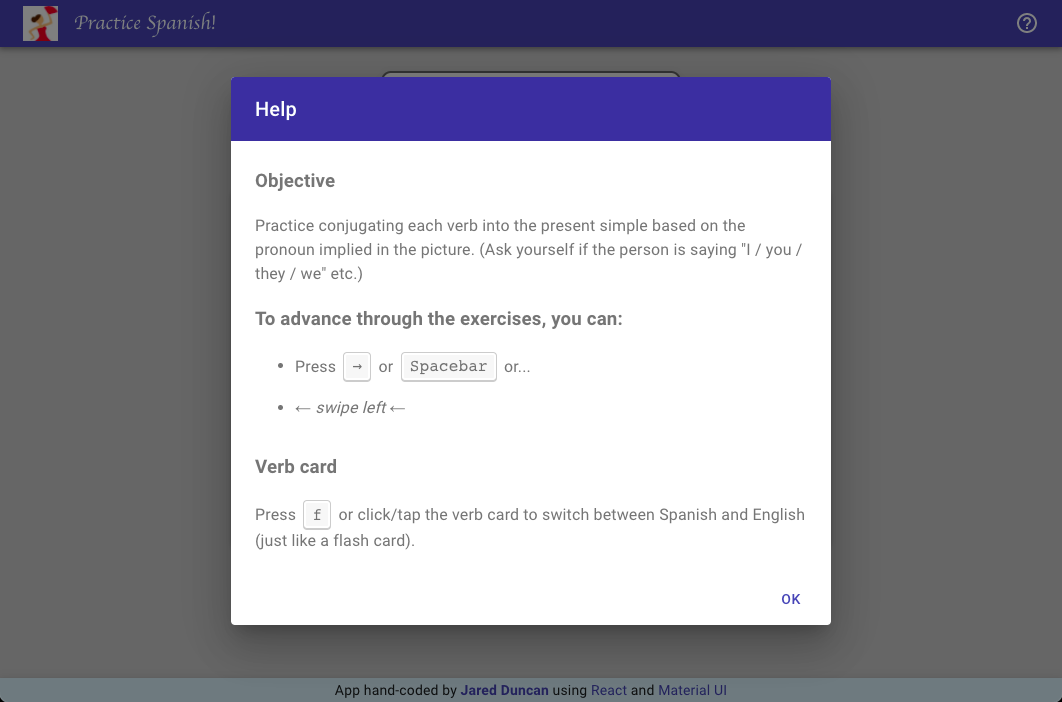 Practice Spanish!
Help
Objective
Practice conjugating each verb into the present simple based on the
pronoun implied in the picture. (Ask yourself if the person is saying "I / you /
they / we" etc.)
To advance through the exercises, you can:
• Press → or Spacebar or...
• ← swipe left ←
Verb card
Press f or click/tap the verb card to switch between Spanish and English
(just like a flash card).
OK
App hand-coded by Jared Duncan using React and Material UI